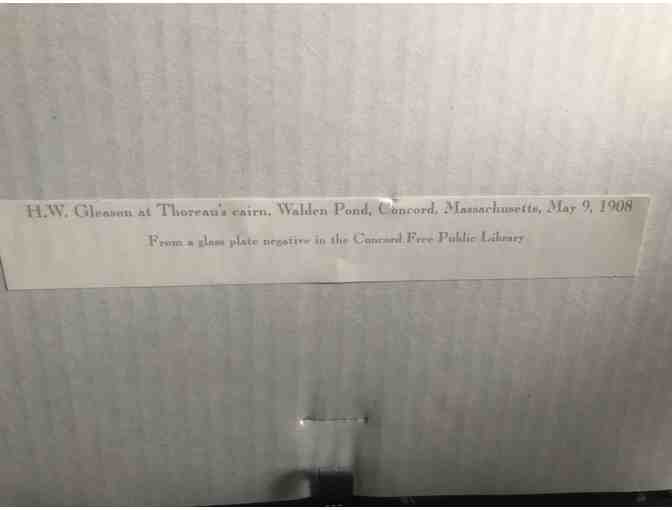 H.W. Gleason at Thoreau's cairn, Walden Pond, Concord, Massachusetts, May 9, 1908
From a glass plate negative in the Concord Free Public Library